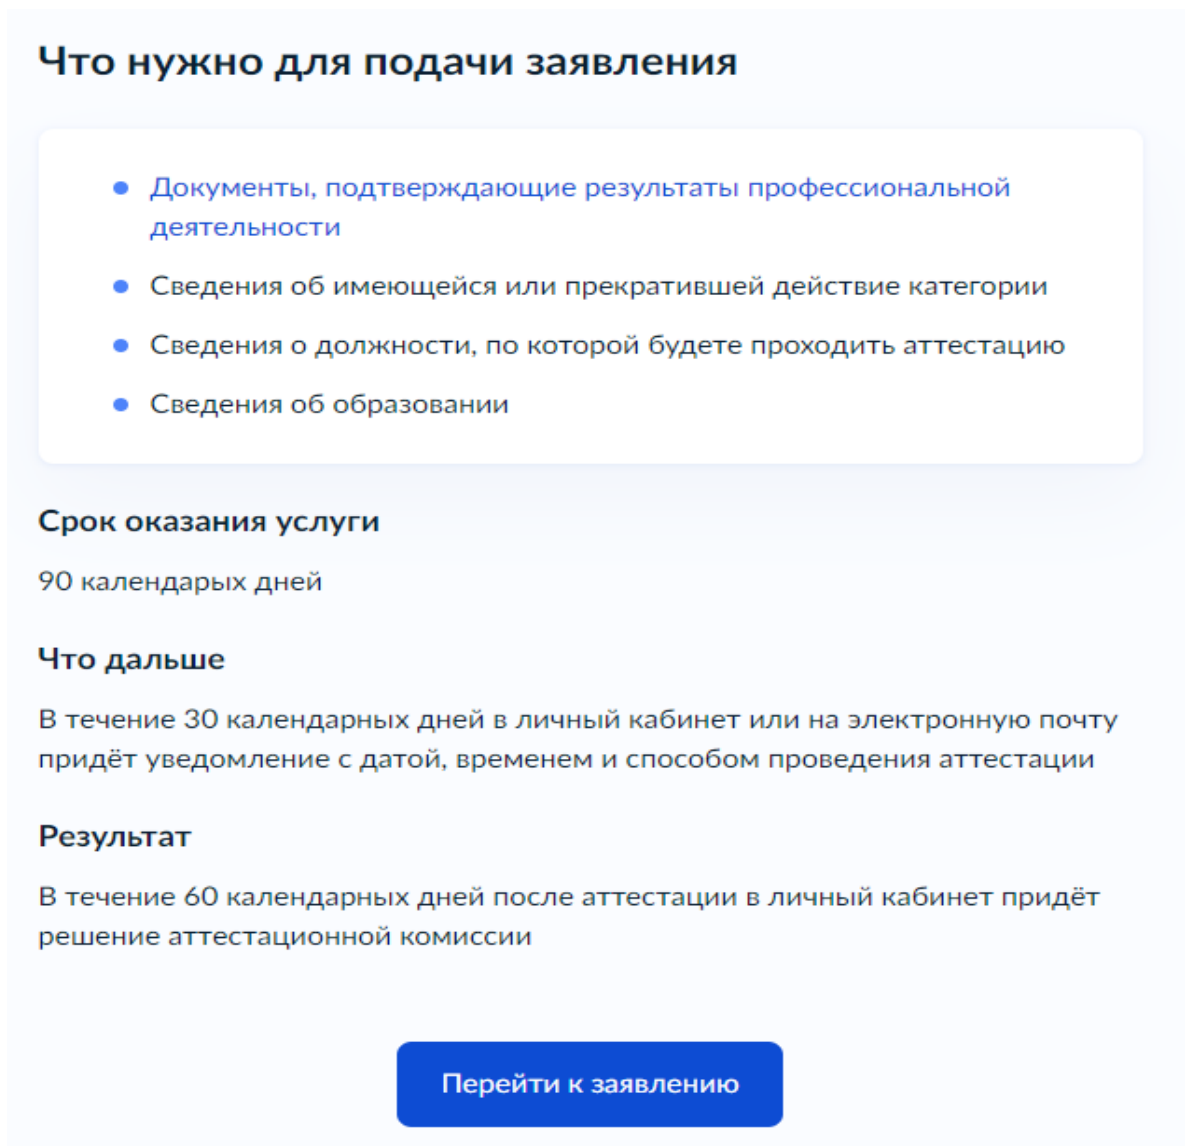 Что нужно для подачи заявления
Документы, подтверждающие результаты профессиональной
деятельности
Сведения об имеющейся или прекратившей действие категории
Сведения о должности, по которой будете проходить аттестацию
Сведения об образовании
Срок оказания услуги
90 календарых дней
Что дальше
В течение 30 календарных дней в личный кабинет или на электронную почту
придёт уведомление с датой, временем и способом проведения аттестации
Результат
В течение 60 календарных дней после аттестации в личный кабинет придёт
решение аттестационной комиссии
Перейти к заявлению